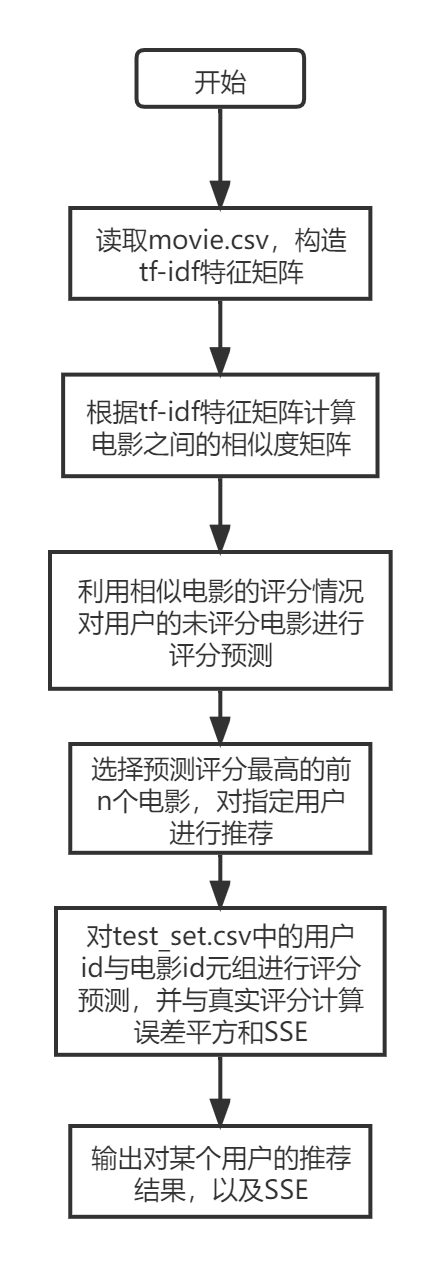 开始
读取movie.csv，构造
tf-idf特征矩阵
根据tf-idf特征矩阵计算
电影之间的相似度矩阵
利用相似电影的评分情况
对用户的未评分电影进行
评分预测
选择预测评分最高的前
n个电影，对指定用户
进行推荐
对test_set.csv中的用户
id与电影id元组进行评分
预测，并与真实评分计算
误差平方和SSE
输出对某个用户的推荐
结果，以及SSE